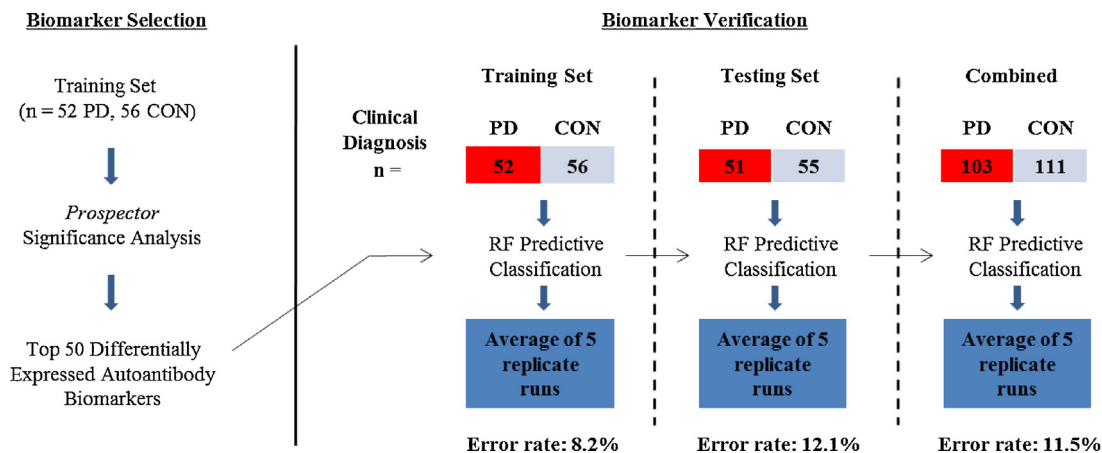 Biomarker Selection
Training Set
(n = 52 PD, 56 CON)
Prospector
Significance Analysis
Top 50 Differentially
Expressed Autoantibody
Biomarkers
Biomarker Verification
Clinical
Diagnosis
n =
Training Set
PD CON
52 56
RF Predictive
Classification
Average of 5
replicate
runs
Error rate: 8.2%
Testing Set
PD CON
51 55
RF Predictive
Classification
Average of 5
replicate
runs
Error rate: 12.1%
Combined
PD CON
103 111
RF Predictive
Classification
Average of 5
replicate
runs
Error rate: 11.5%